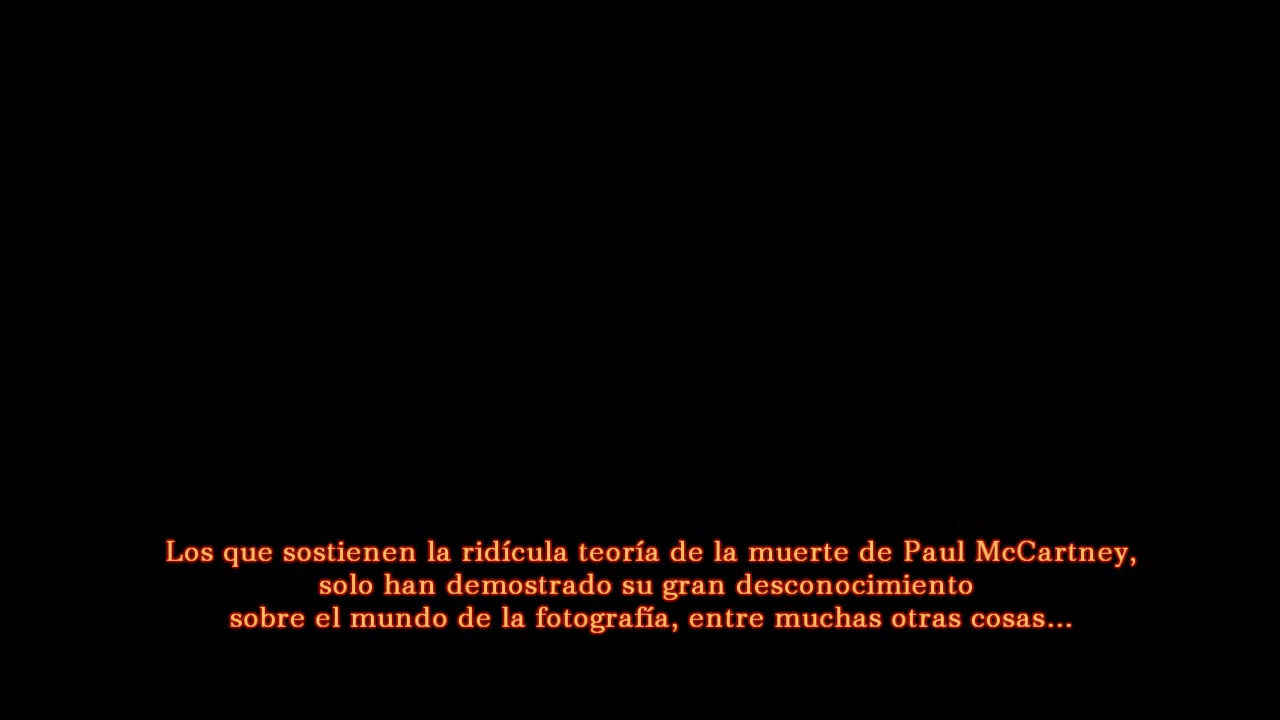 Los que sostienen la ridícula teoría de la muerte de Paul McCartney,
solo han demostrado su gran desconocimiento
sobre el mundo de la fotografía, entre muchas otras cosas...